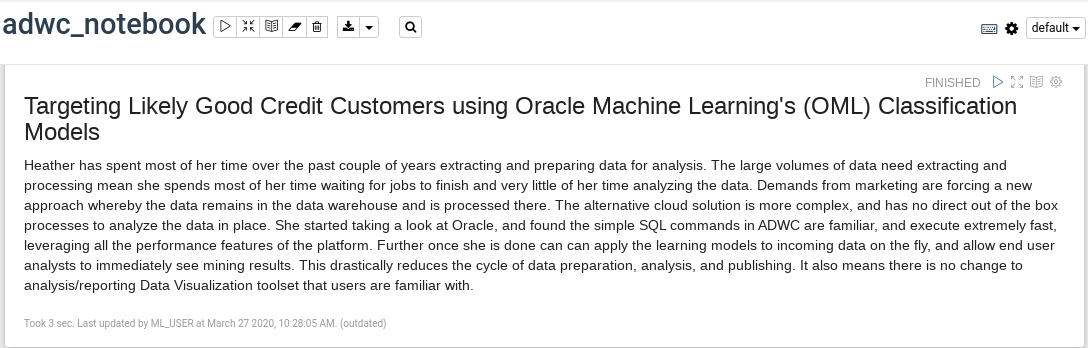 adwc_notebook
default
FINISHED
Targeting Likely Good Credit Customers using Oracle Machine Learning's (OML) Classification
Models
Heather has spent most of her time over the past couple of years extracting and preparing data for analysis. The large volumes of data need extracting and
processing mean she spends most of her time waiting for jobs to finish and very little of her time analyzing the data. Demands from marketing are forcing a new
approach whereby the data remains in the data warehouse and is processed there. The alternative cloud solution is more complex, and has no direct out of the box
processes to analyze the data in place. She started taking a look at Oracle, and found the simple SQL commands in ADWC are familiar, and execute extremely fast,
leveraging all the performance features of the platform. Further once she is done can can apply the learning models to incoming data on the fly, and allow end user
analysts to immediately see mining results. This drastically reduces the cycle of data preparation, analysis, and publishing. It also means there is no change to
analysis/reporting Data Visualization toolset that users are familiar with.
Took 3 sec. Last updated by ML_USER at March 27 2020, 10:28:05 AM. (outdated)